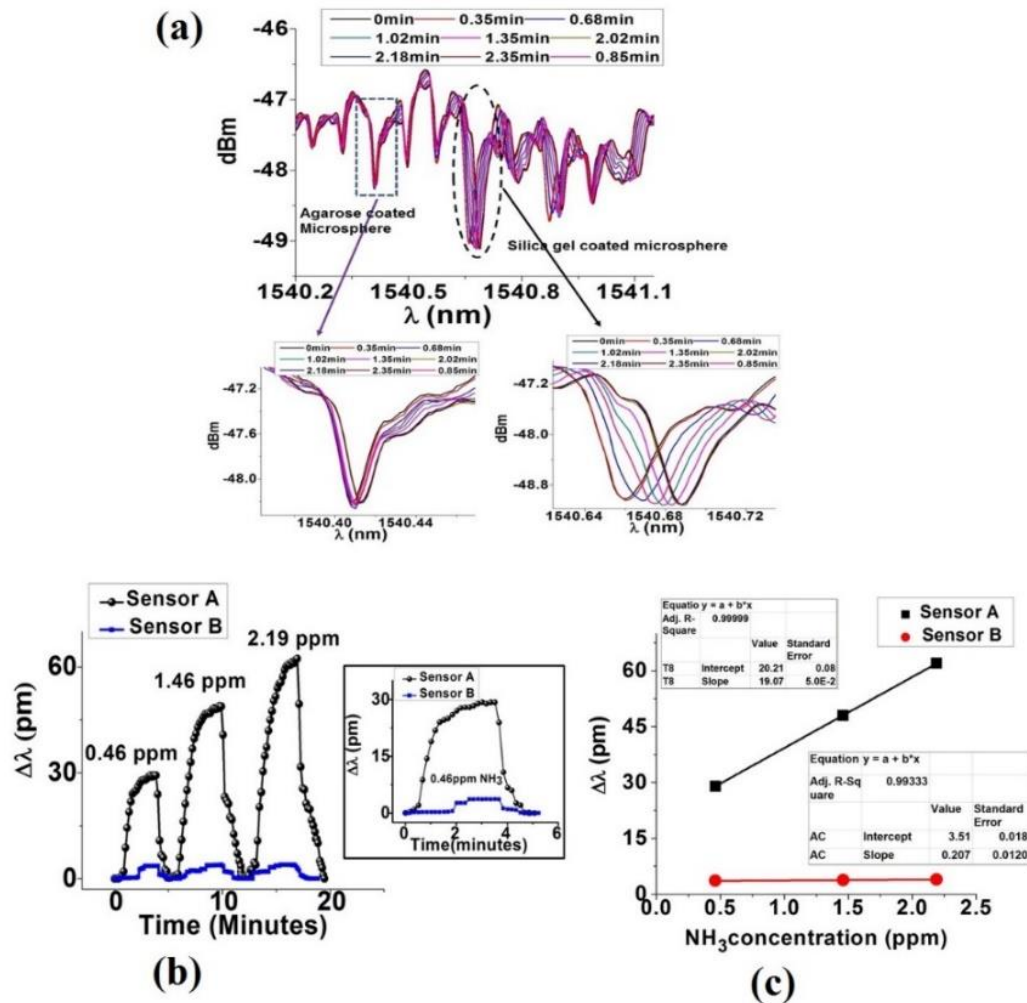 (a)
0min 0.35min 0.68min
1.02min 1.35min 2.02min
2.18min 2.35min 0.85min
-46
-47
-48
-49
dBm
Agarose coated
Microsphere
Silica gel coated microsphere
1540.2 1540.5 1540.8 1541.1
λ (nm)
0min 0.35min 0.68min
1.02min 1.35min 2.02min
2.18min 2.35min 0.85min
-47.2
-47.6
-48.0
dBm
1540.40 1540.44
λ (nm)
0min 0.35min 0.68min
1.02min 1.35min 2.02min
2.18min 2.35min 0.85min
-47.2
-48.0
-48.8
dBm
1540.64 1540.68 1540.72
λ (nm)
Sensor A
Sensor B
60
30
0
Δλ (pm)
0.46 ppm
1.46 ppm
2.19 ppm
0 10 20
Time (Minutes)
Sensor A
Sensor B
30
15
0
Δλ (pm)
0.46ppm NH3
0 2 4 6
Time(minutes)
(b)
Equatio y = a + b*x
Adj. R-
Square
0.99999
Value Standard
Error
T8 Intercept 20.21 0.08
T8 Slope 19.07 5.0E-2
Sensor A
Sensor B
60
45
30
15
0
Δλ (pm)
Equation y = a + b*x
Adj. R-Sq
uare
0.99333
Value Standard
Error
AC Intercept 3.51 0.018
AC Slope 0.207 0.0120
0.0 0.5 1.0 1.5 2.0 2.5
NH3concentration (ppm)
(c)